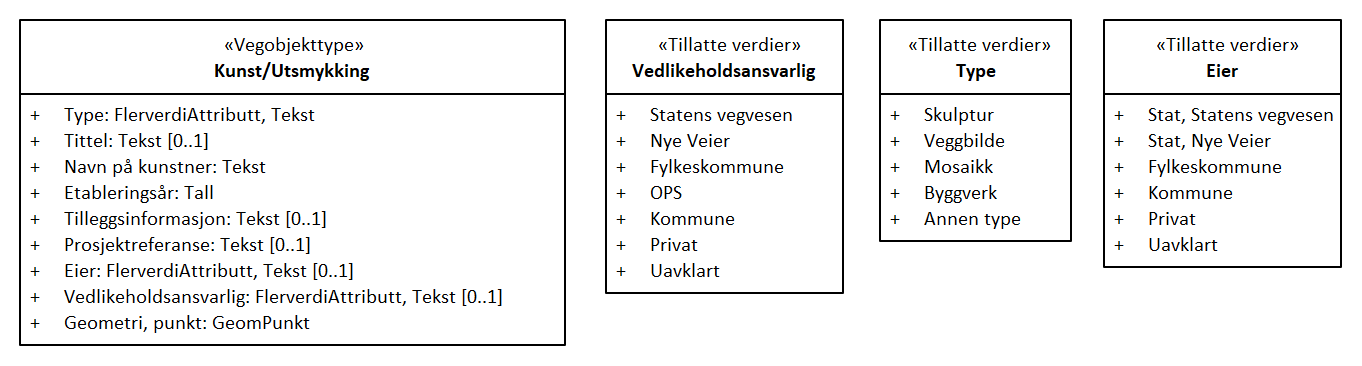 «Vegobjekttype»
Kunst/Utsmykking
+ Type: FlerverdiAttributt, Tekst
+ Tittel: Tekst [0..1]
+ Navn på kunstner: Tekst
+ Etableringsår: Tall
+ Tilleggsinformasjon: Tekst [0..1]
+ Prosjektreferanse: Tekst [0..1]
+ Eier: FlerverdiAttributt, Tekst [0..1]
+ Vedlikeholdsansvarlig: FlerverdiAttributt, Tekst [0..1]
+ Geometri, punkt: GeomPunkt
«Tillatte verdier»
Vedlikeholdsansvarlig
+ Statens vegvesen
+ Nye Veier
+ Fylkeskommune
+ OPS
+ Kommune
+ Privat
+ Uavklart
«Tillatte verdier»
Type
+ Skulptur
+ Veggbilde
+ Mosaikk
+ Byggverk
+ Annen type
«Tillatte verdier»
Eier
+ Stat, Statens vegvesen
+ Stat, Nye Veier
+ Fylkeskommune
+ Kommune
+ Privat
+ Uavklart